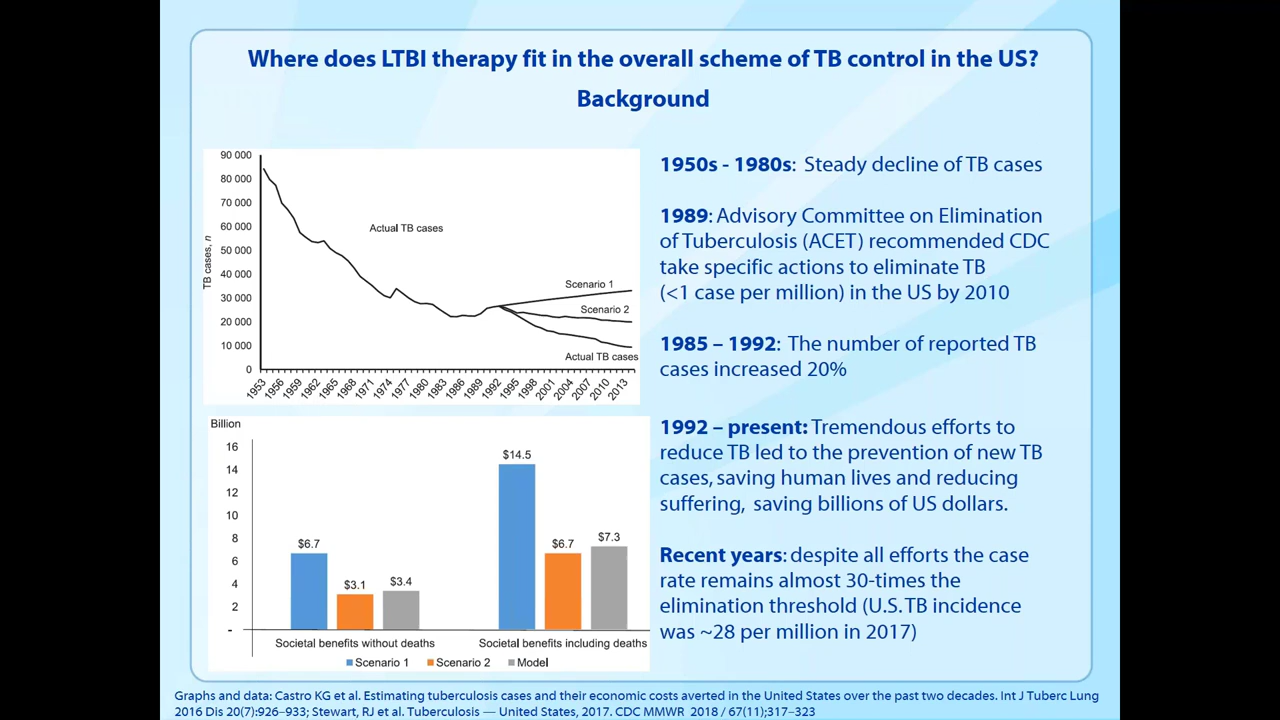 Where does LTBI therapy fit in the overall scheme of TB control in the US?
Background
90 000
80 000
70 000
60 000
50 000
40 000
30 000
20 000
10 000
0
TB cases, n
Actual TB cases
Scenario 1
Scenario 2
Actual TB cases
1953
1956
1959
1962
1965
1968
1971
1974
1977
1980
1983
1986
1989
1992
1995
1998
2001
2004
2007
2010
2013
Billion
16
14
12
10
8
6
4
2
-
$6.7
$3.1
$3.4
$14.5
$6.7
$7.3
Societal benefits without deaths
Societal benefits including deaths
Scenario 1
Scenario 2
Model
1950s - 1980s: Steady decline of TB cases
1989: Advisory Committee on Elimination
of Tuberculosis (ACET) recommended CDC
take specific actions to eliminate TB
(<1 case per million) in the US by 2010
1985 – 1992: The number of reported TB
cases increased 20%
1992 – present: Tremendous efforts to
reduce TB led to the prevention of new TB
cases, saving human lives and reducing
suffering, saving billions of US dollars.
Recent years: despite all efforts the case
rate remains almost 30-times the
elimination threshold (U.S. TB incidence
was ~28 per million in 2017)
Graphs and data: Castro KG et al. Estimating tuberculosis cases and their economic costs averted in the United States over the past two decades. Int J Tuberc Lung
2016 Dis 20(7):926–933; Stewart, RJ et al. Tuberculosis — United States, 2017. CDC MMWR 2018 / 67(11);317–323